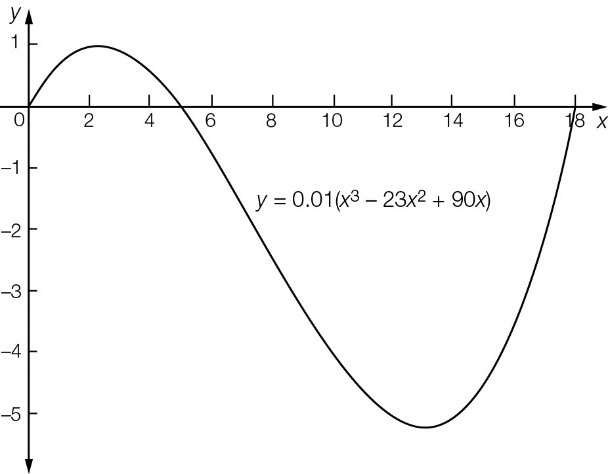 y
1
0 2 4 6 8 10 12 14 16 18 x
–1
y = 0.01(x³ – 23x² + 90x)
–2
–3
–4
–5